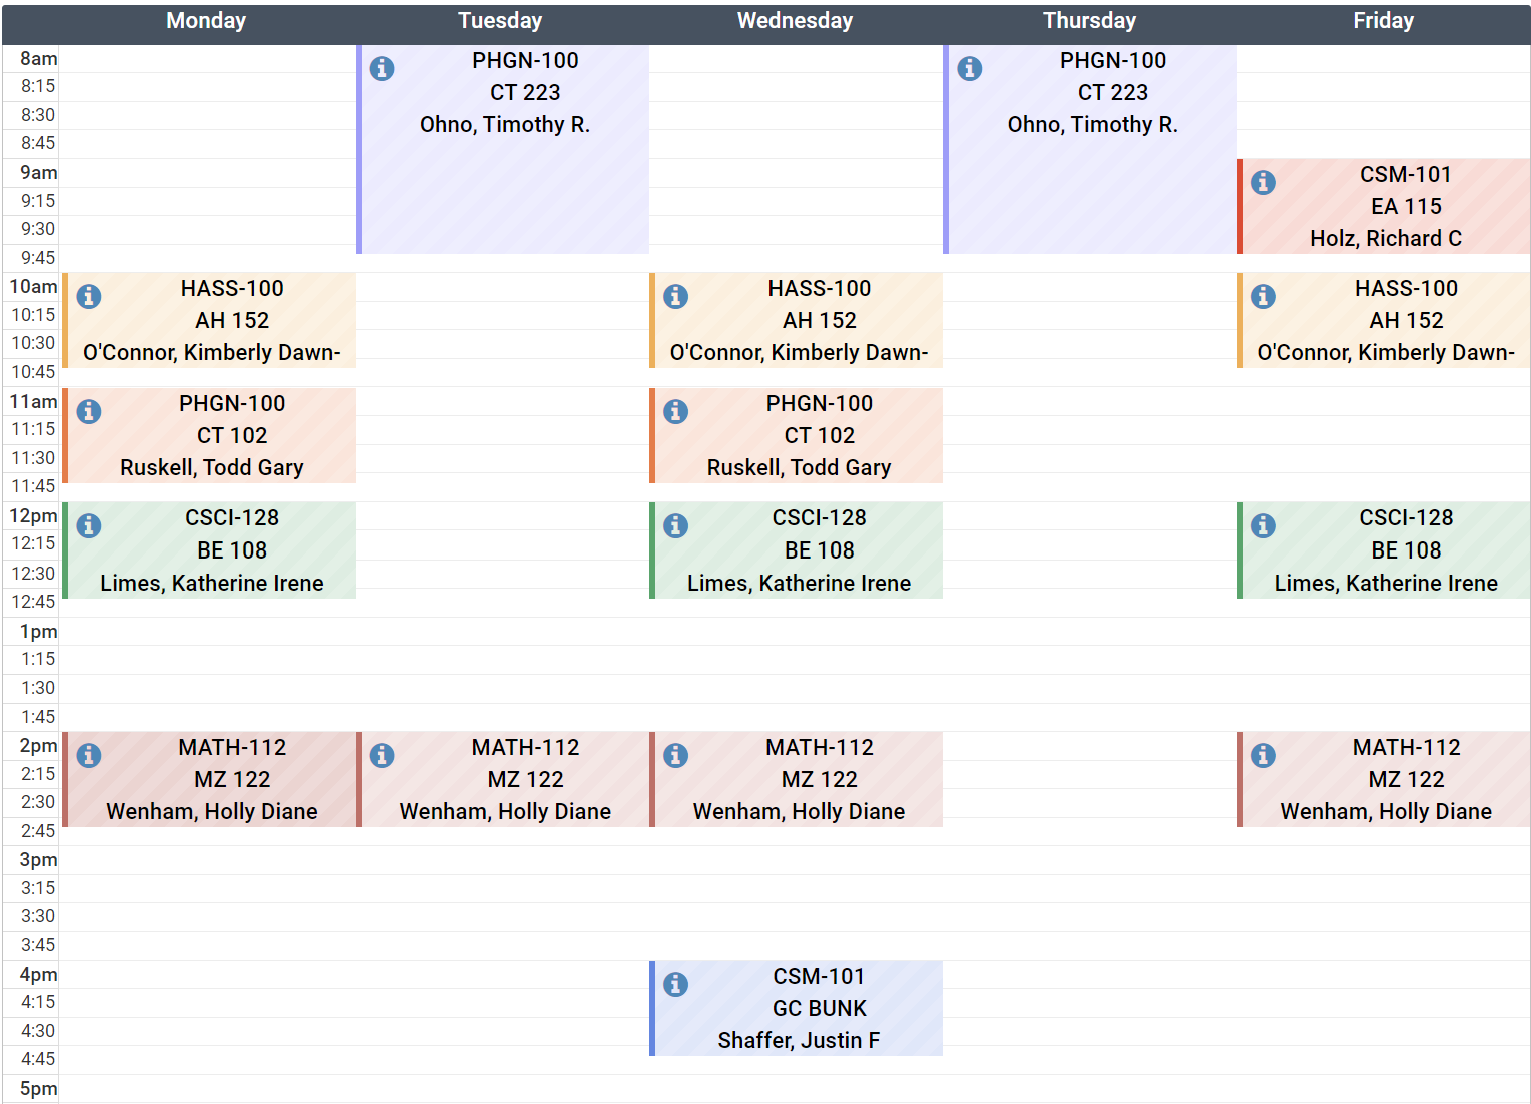 Monday Tuesday Wednesday Thursday Friday
8am
8:15
8:30
8:45
9am
9:15
9:30
9:45
10am
10:15
10:30
10:45
11am
11:15
11:30
11:45
12pm
12:15
12:30
12:45
1pm
1:15
1:30
1:45
2pm
2:15
2:30
2:45
3pm
3:15
3:30
3:45
4pm
4:15
4:30
4:45
5pm
HASS-100
AH 152
O'Connor, Kimberly Dawn-
PHGN-100
CT 102
Ruskell, Todd Gary
CSCI-128
BE 108
Limes, Katherine Irene
MATH-112
MZ 122
Wenham, Holly Diane
PHGN-100
CT 223
Ohno, Timothy R.
MATH-112
MZ 122
Wenham, Holly Diane
HASS-100
AH 152
O'Connor, Kimberly Dawn-
PHGN-100
CT 102
Ruskell, Todd Gary
CSCI-128
BE 108
Limes, Katherine Irene
MATH-112
MZ 122
Wenham, Holly Diane
CSM-101
GC BUNK
Shaffer, Justin F
PHGN-100
CT 223
Ohno, Timothy R.
CSM-101
EA 115
Holz, Richard C
HASS-100
AH 152
O'Connor, Kimberly Dawn-
CSCI-128
BE 108
Limes, Katherine Irene
MATH-112
MZ 122
Wenham, Holly Diane